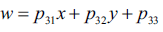 w = p₃₁x + p₃₂y + p₃₃